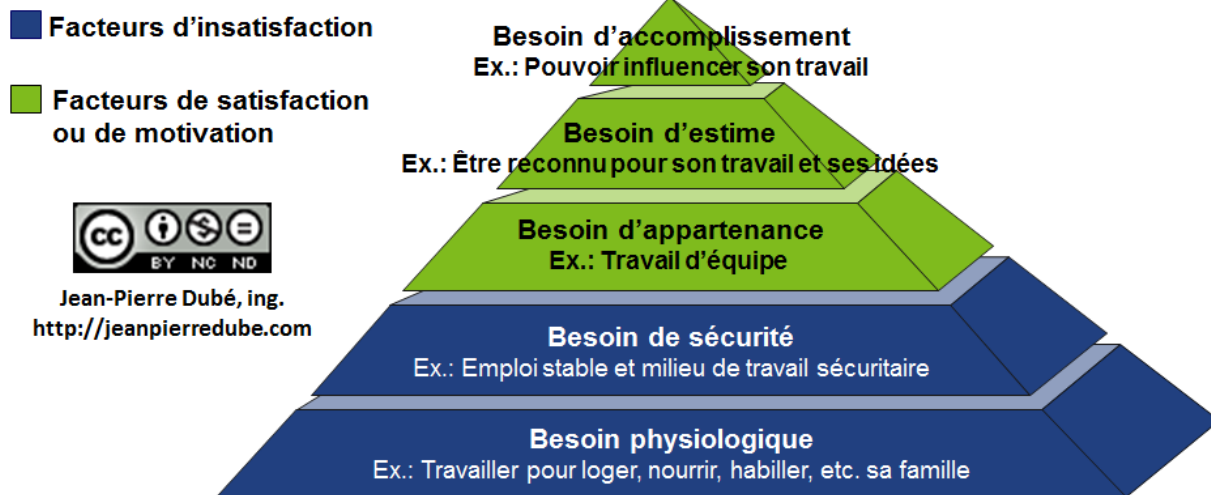 Facteurs d'insatisfaction
Facteurs de satisfaction
ou de motivation
cc
BY NC ND
Jean-Pierre Dubé, ing.
http://jeanpierredube.com
Besoin d'accomplissement
Ex.: Pouvoir influencer son travail
Besoin d'estime
Ex.: Être reconnu pour son travail et ses idées
Besoin d'appartenance
Ex.: Travail d'équipe
Besoin de sécurité
Ex.: Emploi stable et milieu de travail sécuritaire
Besoin physiologique
Ex.: Travailler pour loger, nourrir, habiller, etc. sa famille